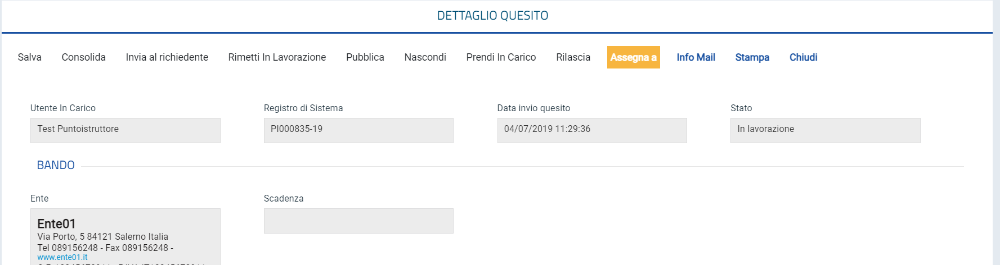 DETTAGLIO QUESITO
Salva Consolida Invia al richiedente Rimetti In Lavorazione Pubblica Nascondi Prendi In Carico Rilascia Assegna a Info Mail Stampa Chiudi
Utente In Carico Registro di Sistema Data invio quesito Stato
Test Puntoistruttore PI000835-19 04/07/2019 11:29:36 In lavorazione
BANDO
Ente Scadenza
Ente01
Via Porto, 5 84121 Salerno Italia
Tel 089156248 - Fax 089156248 -
www.ente01.it